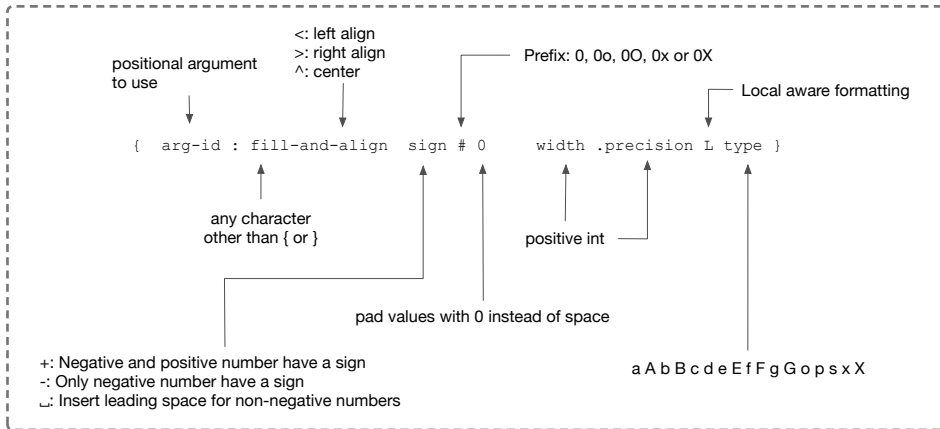 <: left align
>: right align
^: center
positional argument
to use
Prefix: 0, 0o, 0O, 0x or 0X
Local aware formatting
{ arg-id : fill-and-align sign # 0 width .precision L type }
any character
other than { or }
positive int
pad values with 0 instead of space
+: Negative and positive number have a sign
-: Only negative number have a sign
␣: Insert leading space for non-negative numbers
a A b B c d e E f F g G o p s x X